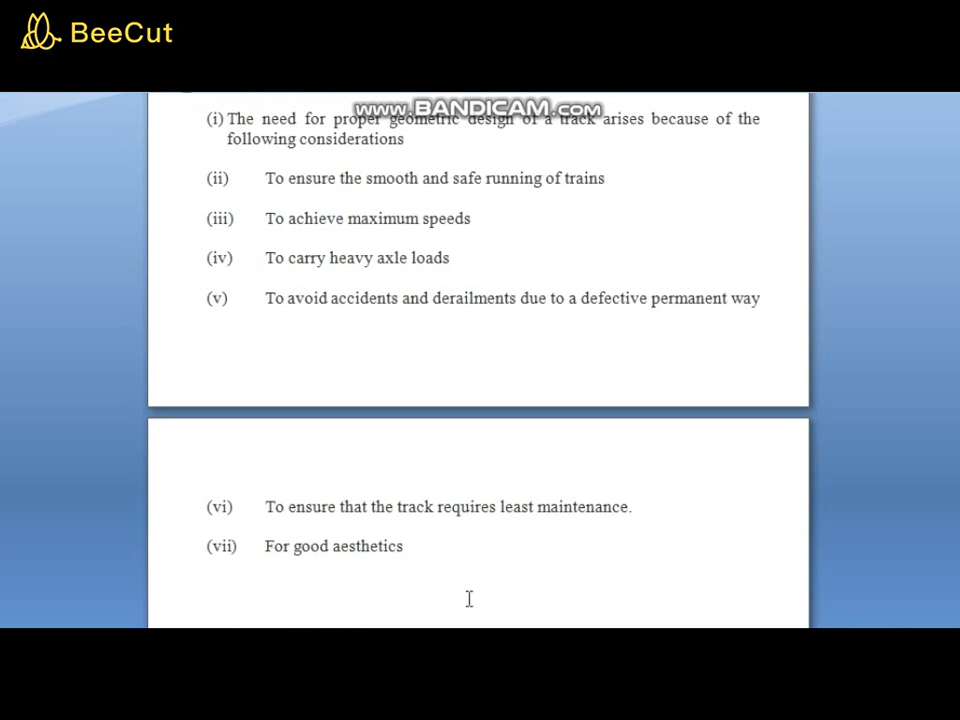 BeeCut
www.BANDICAM.com
(i) The need for proper geometric design of a track arises because of the
following considerations
(ii) To ensure the smooth and safe running of trains
(iii) To achieve maximum speeds
(iv) To carry heavy axle loads
(v) To avoid accidents and derailments due to a defective permanent way
(vi) To ensure that the track requires least maintenance.
(vii) For good aesthetics